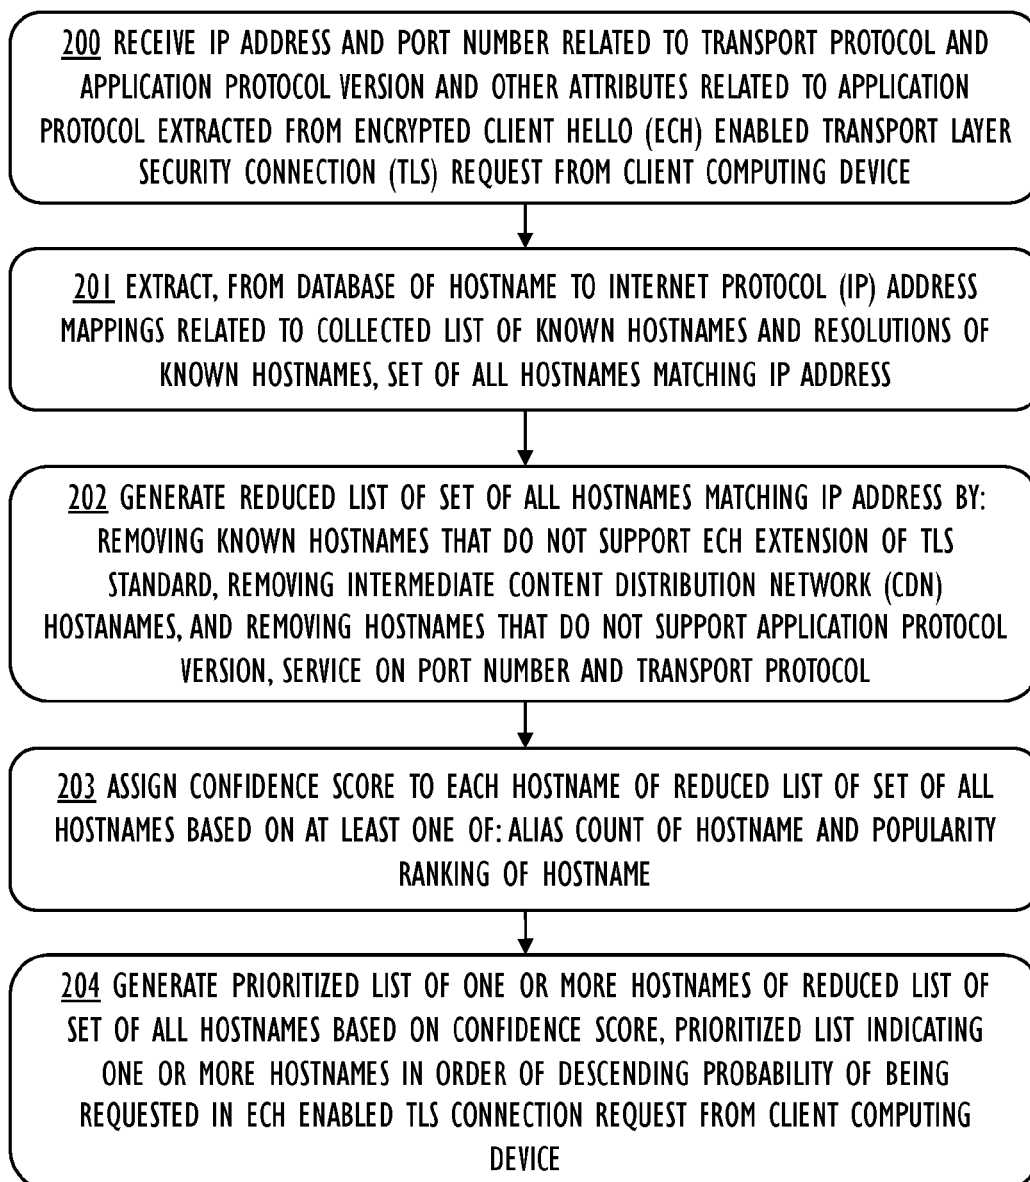 200 RECEIVE IP ADDRESS AND PORT NUMBER RELATED TO TRANSPORT PROTOCOL AND
APPLICATION PROTOCOL VERSION AND OTHER ATTRIBUTES RELATED TO APPLICATION
PROTOCOL EXTRACTED FROM ENCRYPTED CLIENT HELLO (ECH) ENABLED TRANSPORT LAYER
SECURITY CONNECTION (TLS) REQUEST FROM CLIENT COMPUTING DEVICE
201 EXTRACT, FROM DATABASE OF HOSTNAME TO INTERNET PROTOCOL (IP) ADDRESS
MAPPINGS RELATED TO COLLECTED LIST OF KNOWN HOSTNAMES AND RESOLUTIONS OF
KNOWN HOSTNAMES, SET OF ALL HOSTNAMES MATCHING IP ADDRESS
202 GENERATE REDUCED LIST OF SET OF ALL HOSTNAMES MATCHING IP ADDRESS BY:
REMOVING KNOWN HOSTNAMES THAT DO NOT SUPPORT ECH EXTENSION OF TLS
STANDARD, REMOVING INTERMEDIATE CONTENT DISTRIBUTION NETWORK (CDN)
HOSTANAMES, AND REMOVING HOSTNAMES THAT DO NOT SUPPORT APPLICATION PROTOCOL
VERSION, SERVICE ON PORT NUMBER AND TRANSPORT PROTOCOL
203 ASSIGN CONFIDENCE SCORE TO EACH HOSTNAME OF REDUCED LIST OF SET OF ALL
HOSTNAMES BASED ON AT LEAST ONE OF: ALIAS COUNT OF HOSTNAME AND POPULARITY
RANKING OF HOSTNAME
204 GENERATE PRIORITIZED LIST OF ONE OR MORE HOSTNAMES OF REDUCED LIST OF
SET OF ALL HOSTNAMES BASED ON CONFIDENCE SCORE, PRIORITIZED LIST INDICATING
ONE OR MORE HOSTNAMES IN ORDER OF DESCENDING PROBABILITY OF BEING
REQUESTED IN ECH ENABLED TLS CONNECTION REQUEST FROM CLIENT COMPUTING
DEVICE